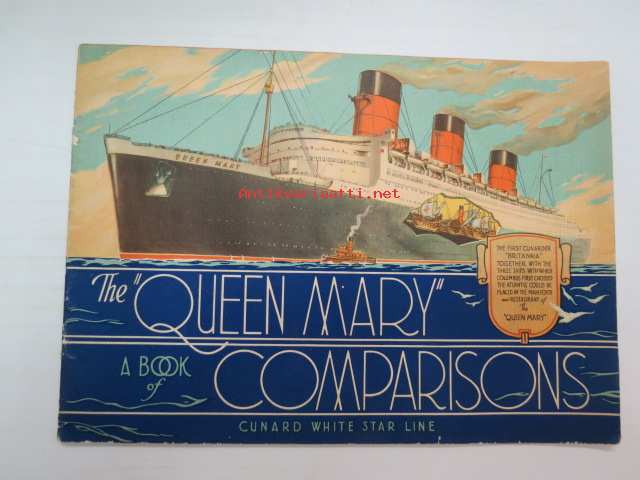 QUEEN MARY
Antikvariaatti.net
THE FIRST CUNARDER
"BRITANNIA"
TOGETHER WITH THE
THREE SHIPS WITH WHICH
COLUMBUS FIRST CROSSED
THE ATLANTIC COULD BE
PLACED IN THE MAIN FOYER
and RESTAURANT of
The
"QUEEN MARY"
The "QUEEN MARY"
A BOOK
of
COMPARISONS
CUNARD WHITE STAR LINE